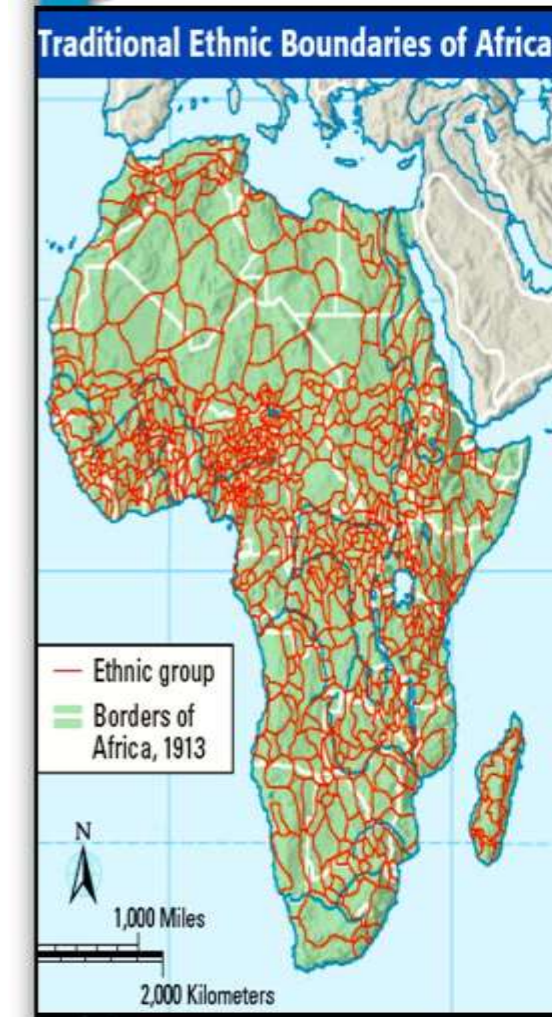 Traditional Ethnic Boundaries of Africa
Ethnic group
Borders of
Africa, 1913
N
1,000 Miles
2,000 Kilometers